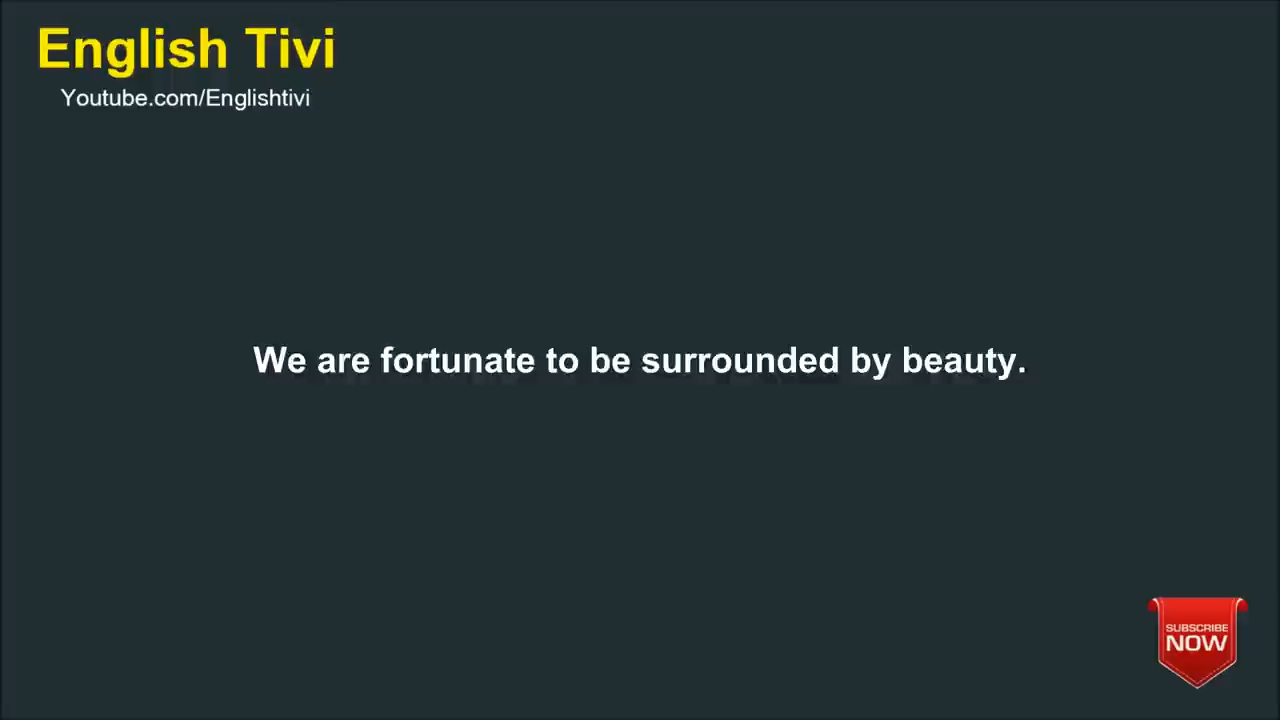 English Tivi
Youtube.com/Englishtivi
We are fortunate to be surrounded by beauty.
SUBSCRIBE
NOW